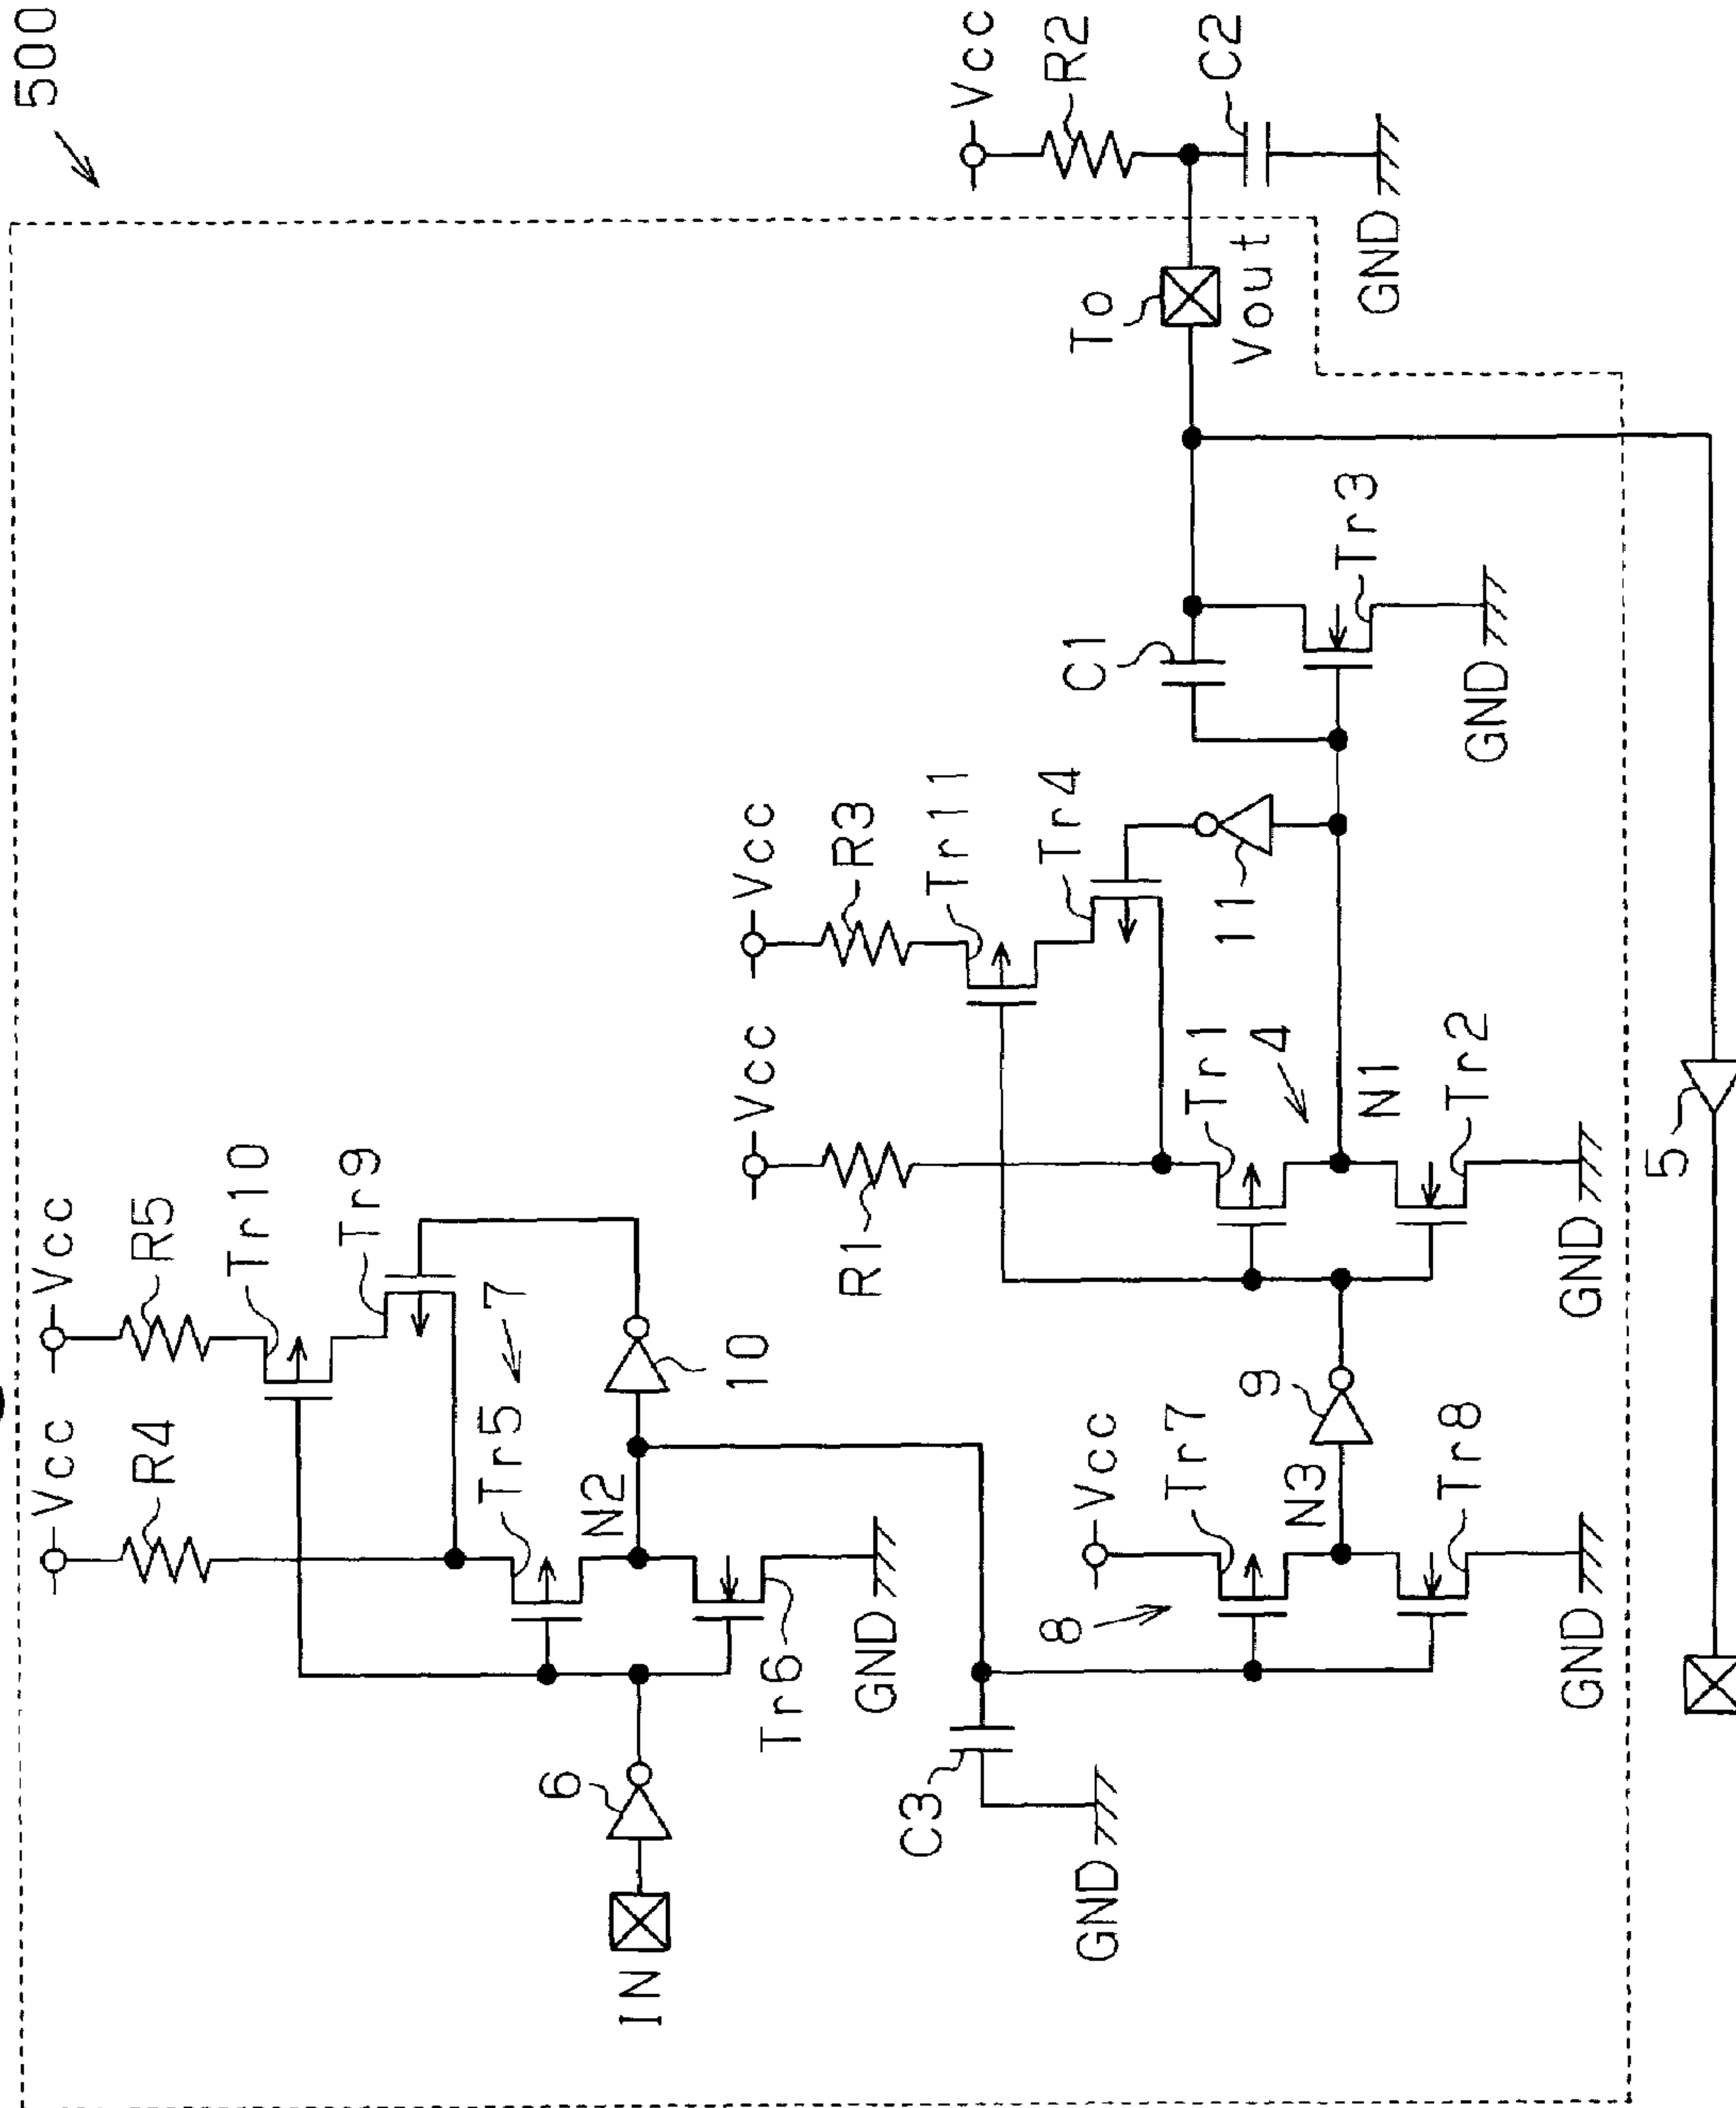 500
Vcc
R4
Vcc
R5
Tr10
Tr9
Tr5
7
N2
Tr6
GND
6
IN
10
C3
GND
Vcc
8
Tr7
N3
Tr8
GND
9
Vcc
R1
Vcc
R3
Tr11
Tr4
11
Tr1
4
N1
Tr2
GND
C1
Tr3
GND
To
Vout
Vcc
R2
C2
GND
5